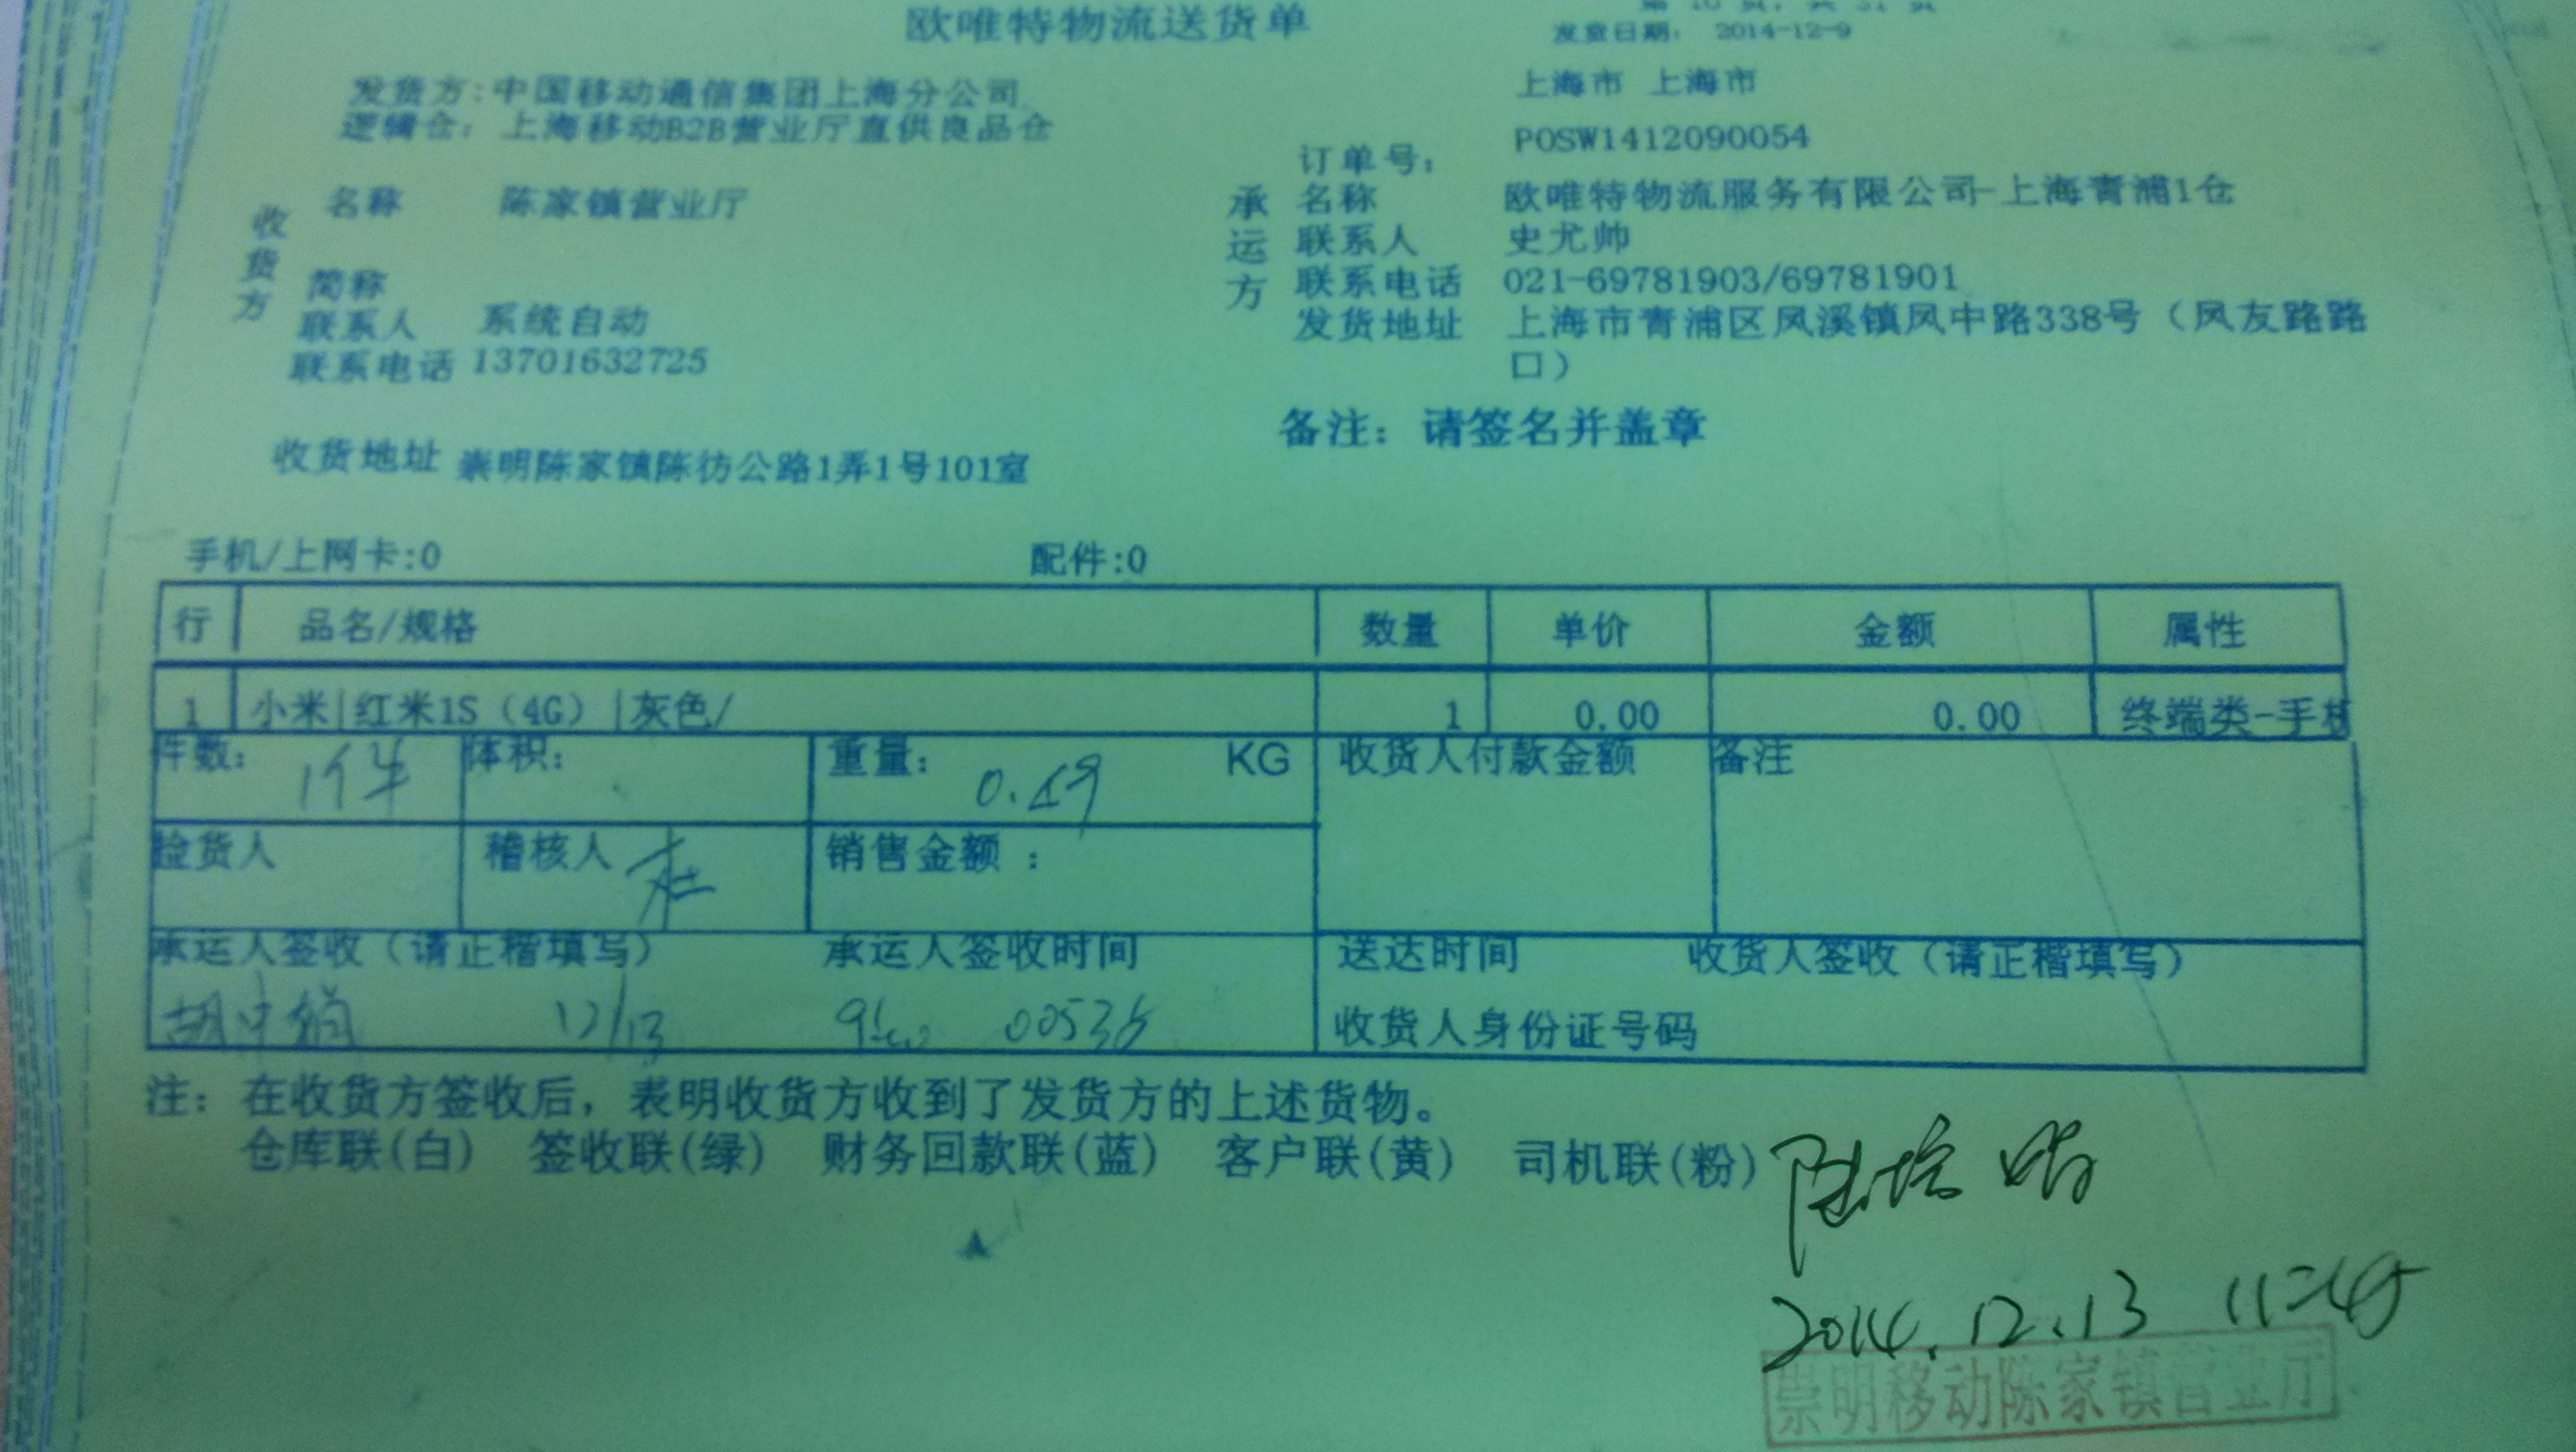 欧唯特物流送货单
发货日期： 2014-12-9
发货方:中国移动通信集团上海分公司
逻辑仓： 上海移动B2B营业厅直供良品仓
上海市 上海市
订单号： POSW1412090054
收货方
名称 陈家镇营业厅
简称
联系人 系统自动
联系电话 13701632725
收货地址 崇明陈家镇陈彷公路1弄1号101室
承运方
名称 欧唯特物流服务有限公司-上海青浦1仓
联系人 史尤帅
联系电话 021-69781903/69781901
发货地址 上海市青浦区凤溪镇凤中路338号（凤友路路
口）
备注：请签名并盖章
手机/上网卡:0 配件:0
行 品名/规格 数量 单价 金额 属性
1 小米|红米1S（4G）|灰色/ 1 0.00 0.00 终端类-手机
件数： 1件 体积： 重量： KG 收货人付款金额 备注
捡货人 稽核人 杜 销售金额 ：
承运人签收（请正楷填写） 承运人签收时间 送达时间 收货人签收（请正楷填写）
12/13 收货人身份证号码
注： 在收货方签收后，表明收货方收到了发货方的上述货物。
仓库联(白) 签收联(绿) 财务回款联(蓝) 客户联(黄) 司机联(粉)
2014.12.13
崇明移动陈家镇营业厅